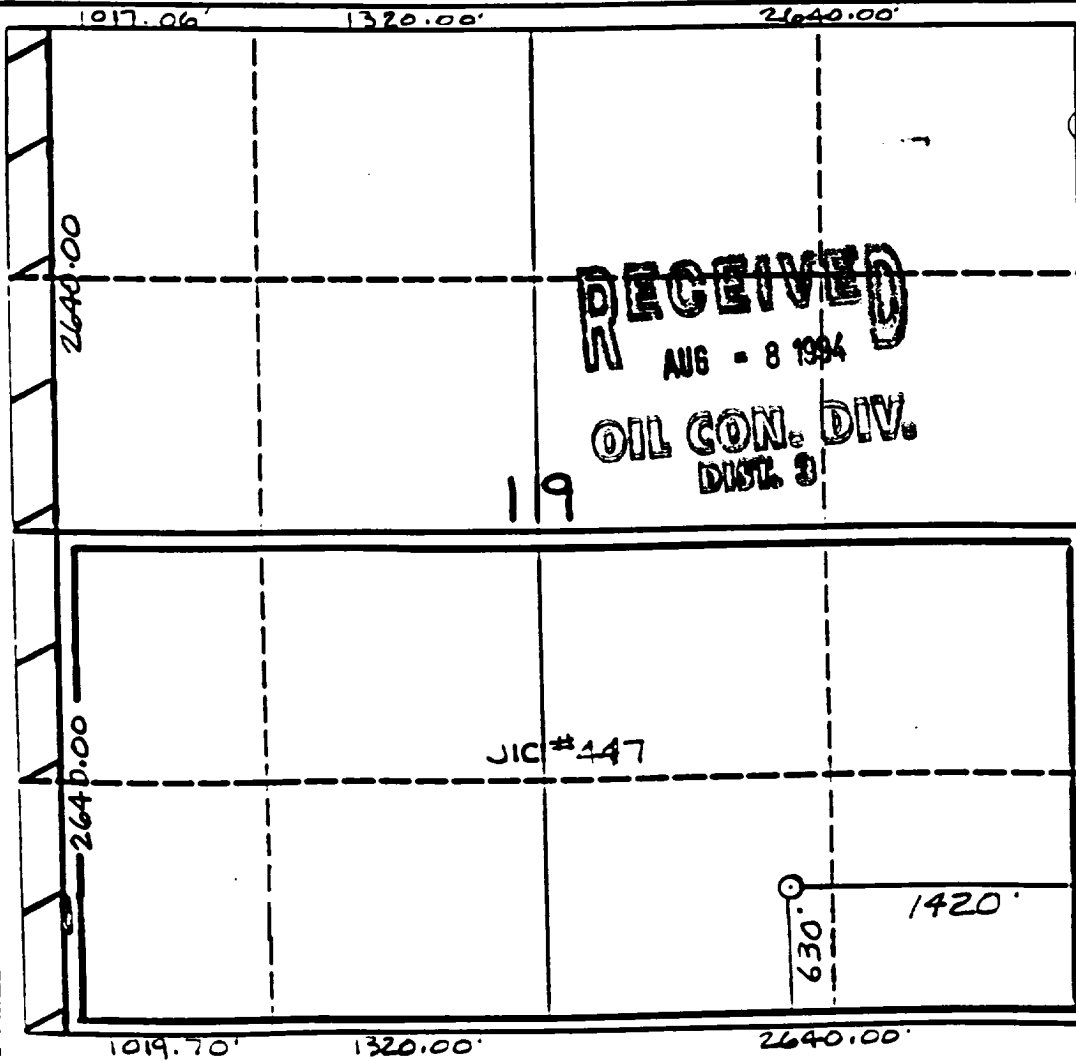 1017.06' 1320.00' 2640.00'
2640.00
RECEIVED
AUG - 8 1994
OIL CON. DIV.
DIST. 3
19
JIC #447
2640.00
1420'
630'
1019.70' 1320.00' 2640.00'